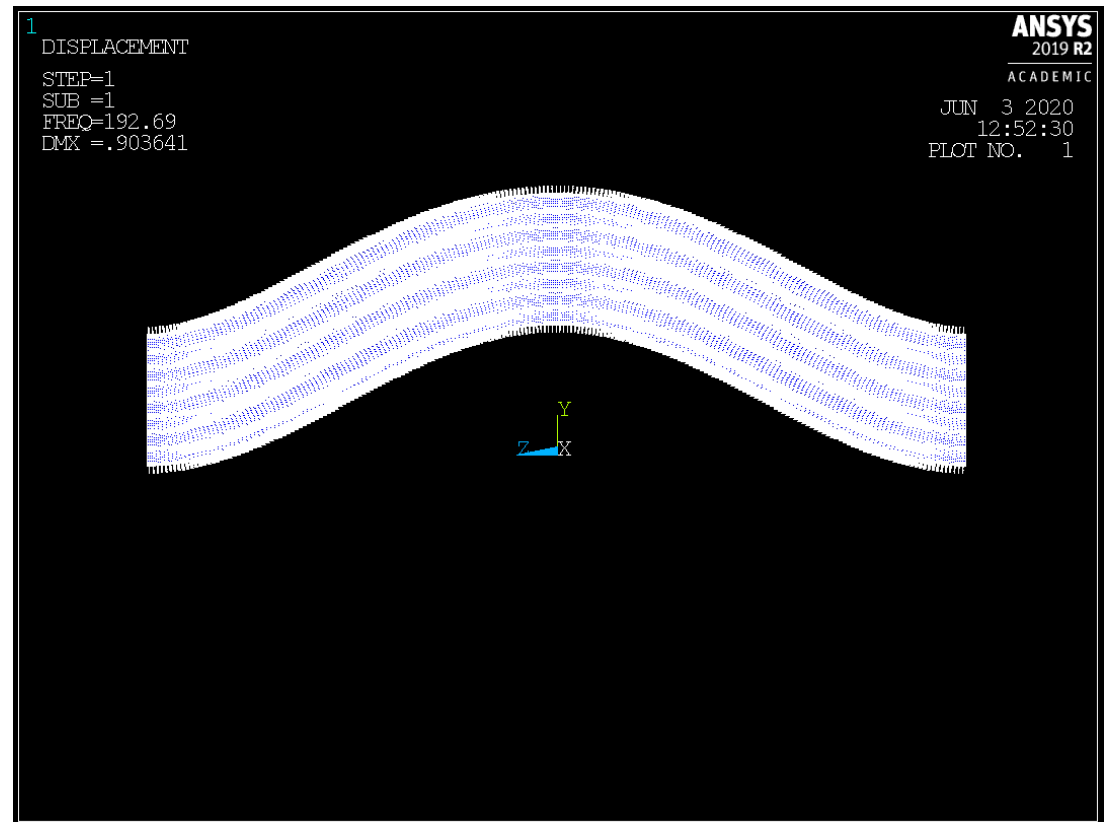 1
DISPLACEMENT
STEP=1
SUB =1
FREQ=192.69
DMX =.903641
ANSYS
2019 R2
ACADEMIC
JUN  3 2020
12:52:30
PLOT NO.   1
Y
Z X